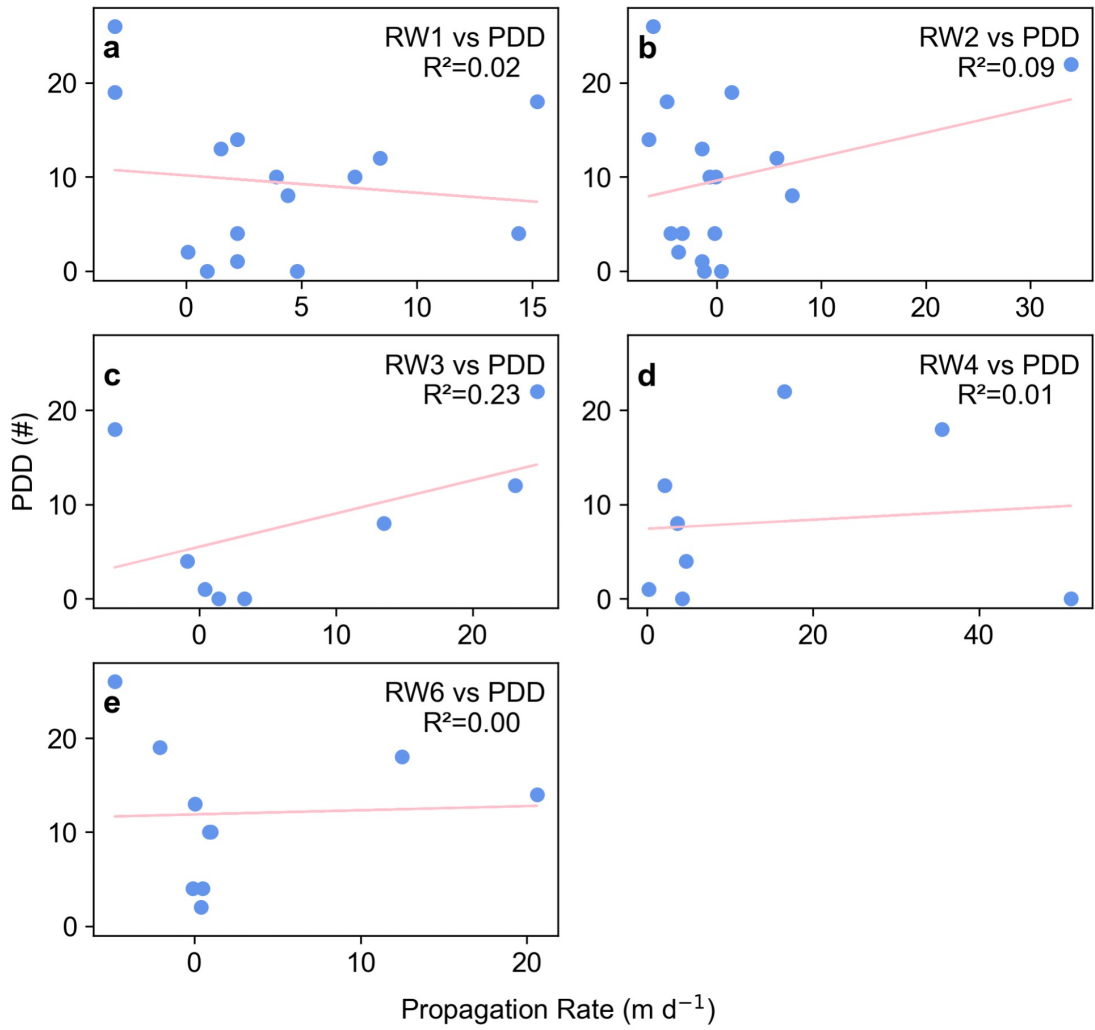 a
RW1 vs PDD
R²=0.02
20
10
0
0 5 10 15
b
RW2 vs PDD
R²=0.09
20
10
0
0 10 20 30
c
RW3 vs PDD
R²=0.23
20
10
0
0 10 20
d
RW4 vs PDD
R²=0.01
20
10
0
0 20 40
e
RW6 vs PDD
R²=0.00
20
10
0
0 10 20
PDD (#)
Propagation Rate (m d⁻¹)